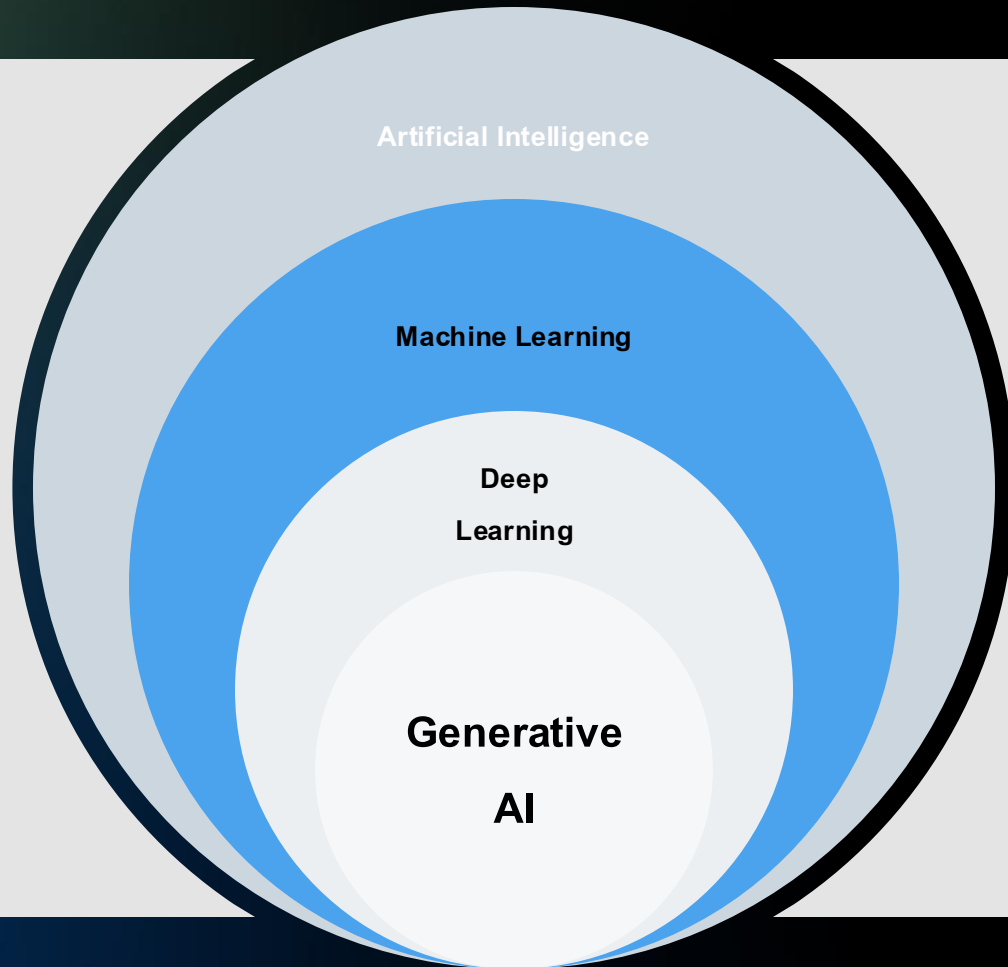 Artificial Intelligence
Machine Learning
Deep
Learning
Generative
AI